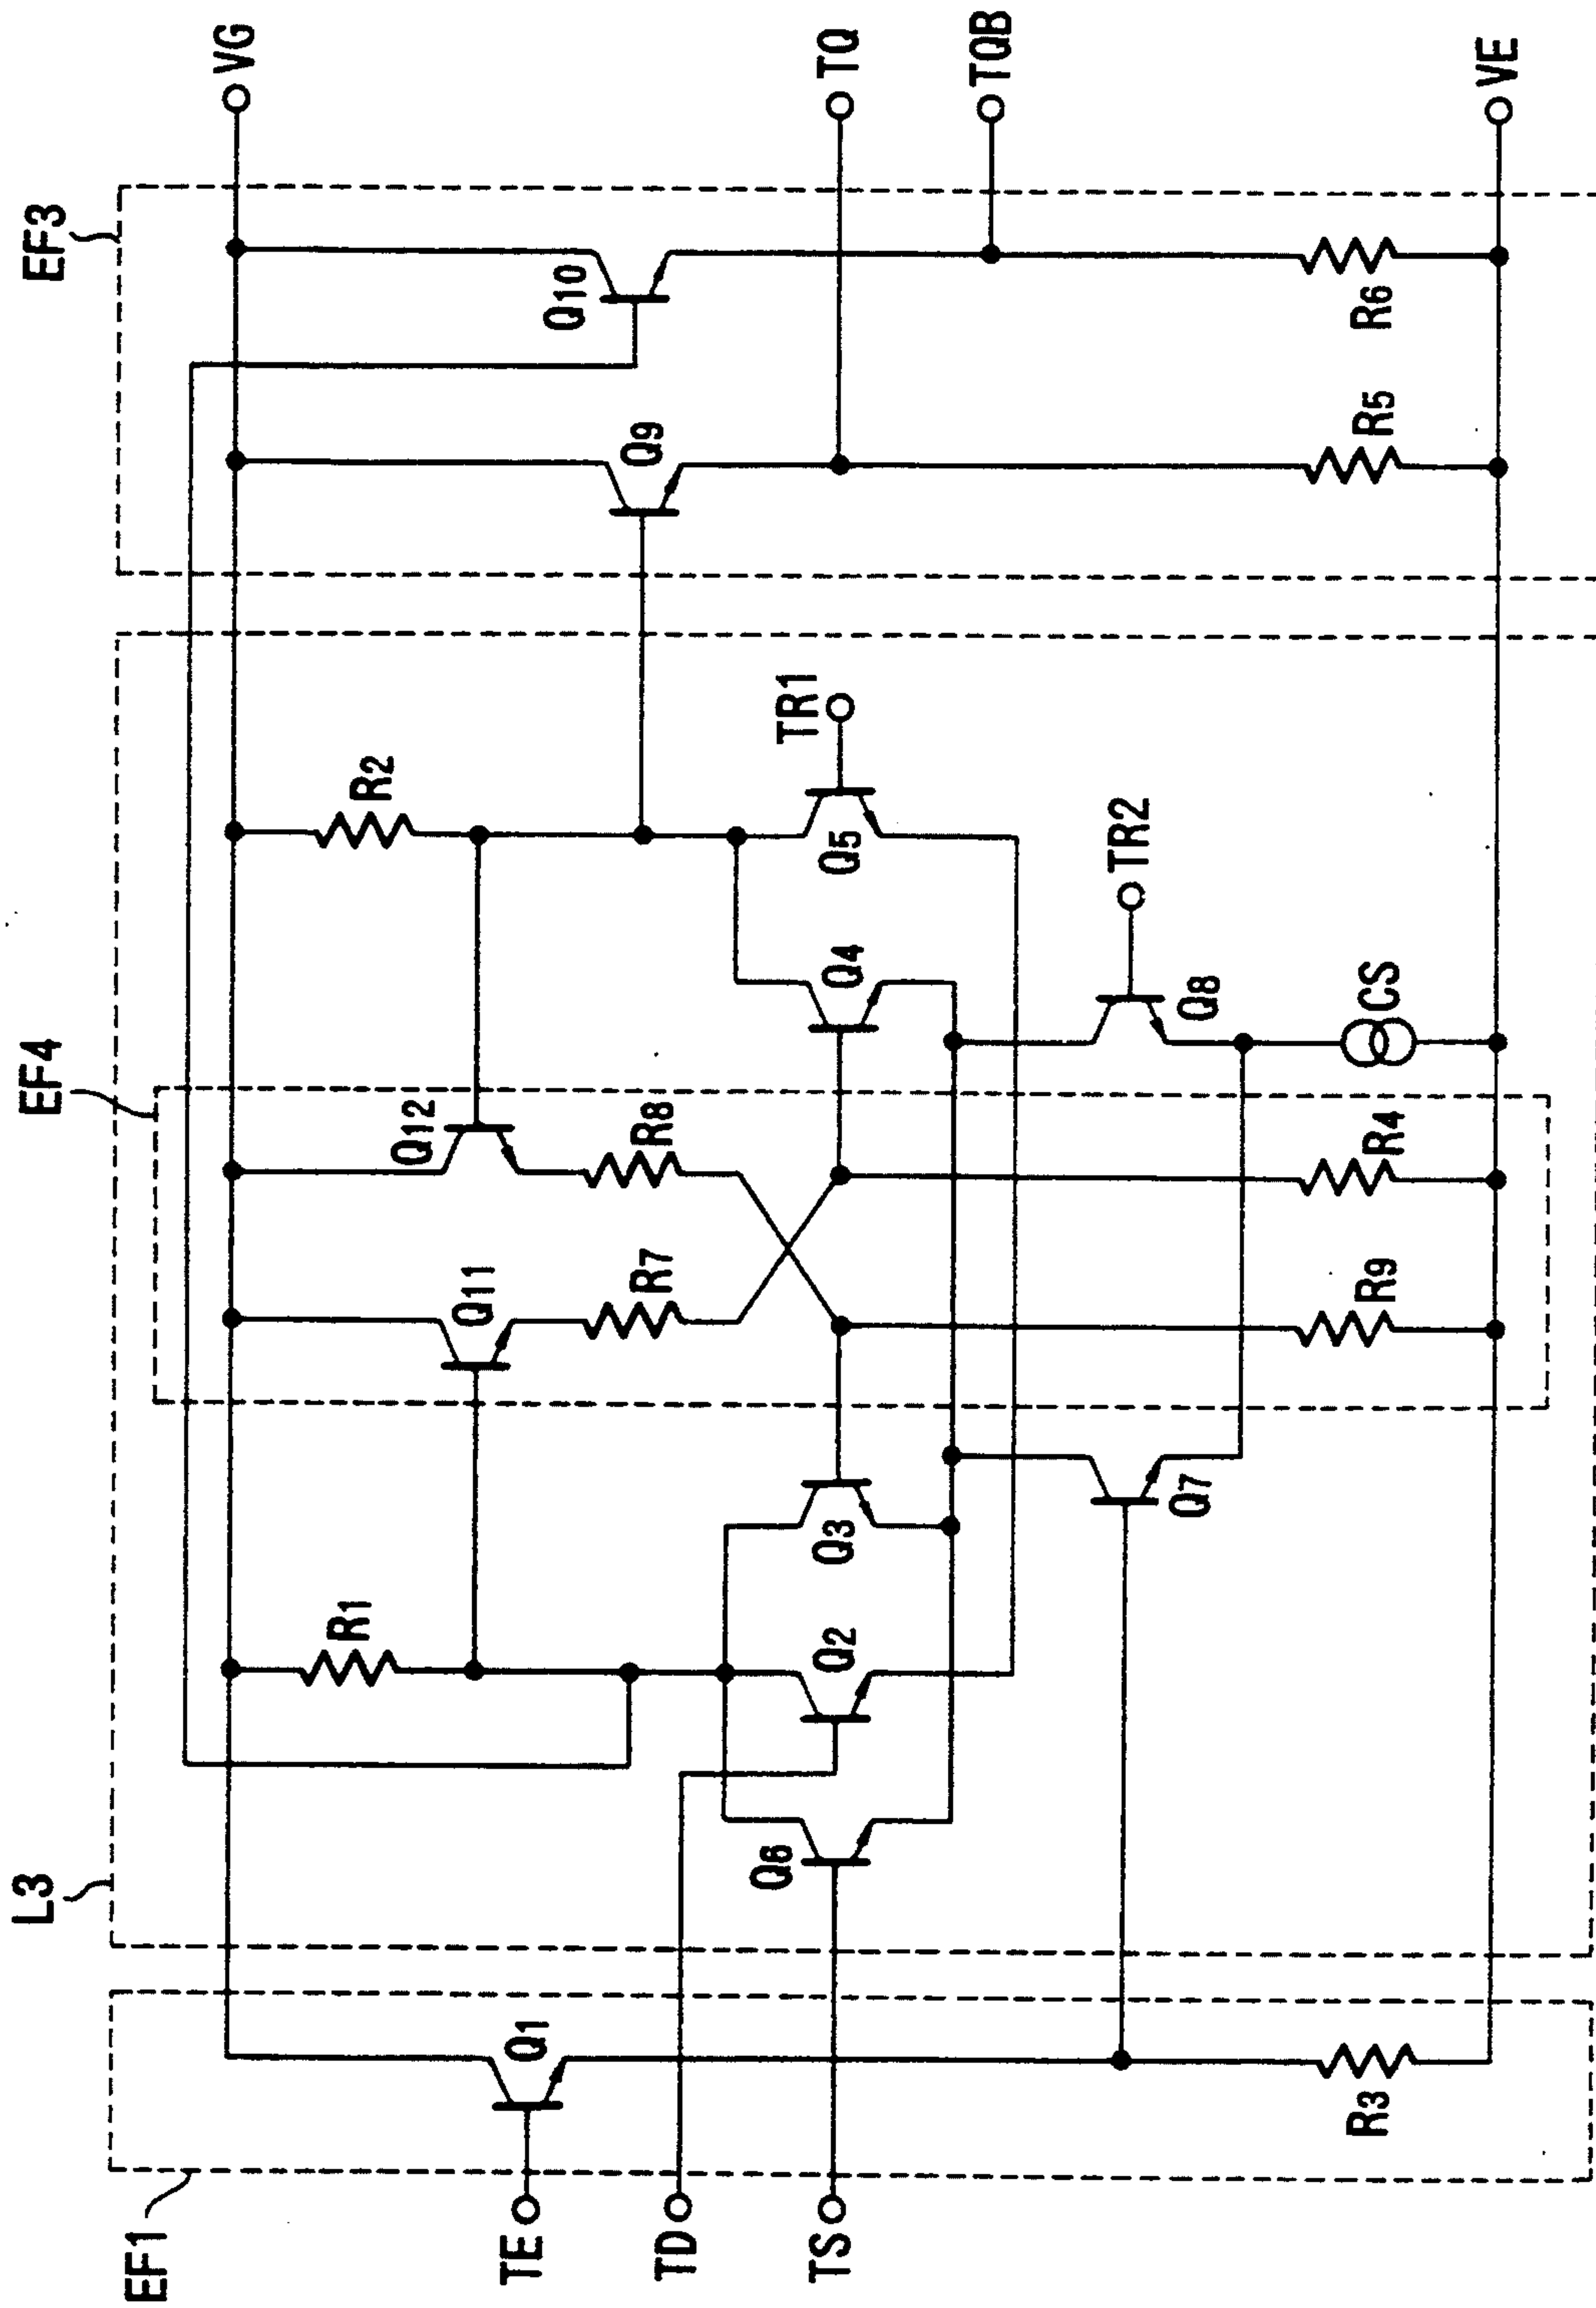 VG
TQ
TQB
VE
EF3
Q10
R6
Q9
R5
TR1
R2
Q5
TR2
Q4
Q8
CS
EF4
Q12
R8
R4
Q11
R7
R9
Q7
Q3
R1
Q2
Q6
L3
Q1
R3
EF1
TE
TD
TS